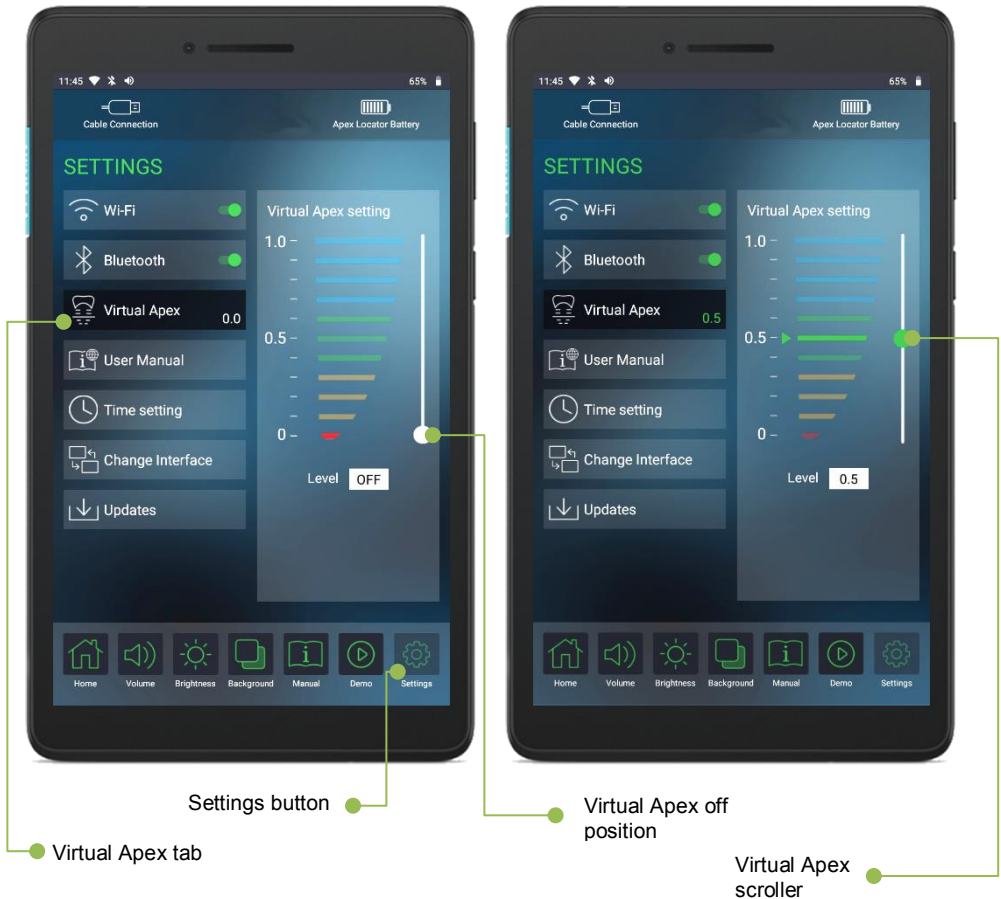 11:45 65%
Cable Connection Apex Locator Battery
SETTINGS
Wi-Fi
Bluetooth
Virtual Apex 0.0
User Manual
Time setting
Change Interface
Updates
Virtual Apex setting
1.0
0.5
0
Level OFF
Home Volume Brightness Background Manual Demo Settings
11:45 65%
Cable Connection Apex Locator Battery
SETTINGS
Wi-Fi
Bluetooth
Virtual Apex 0.5
User Manual
Time setting
Change Interface
Updates
Virtual Apex setting
1.0
0.5
0
Level 0.5
Home Volume Brightness Background Manual Demo Settings
Settings button
Virtual Apex tab
Virtual Apex off
position
Virtual Apex
scroller